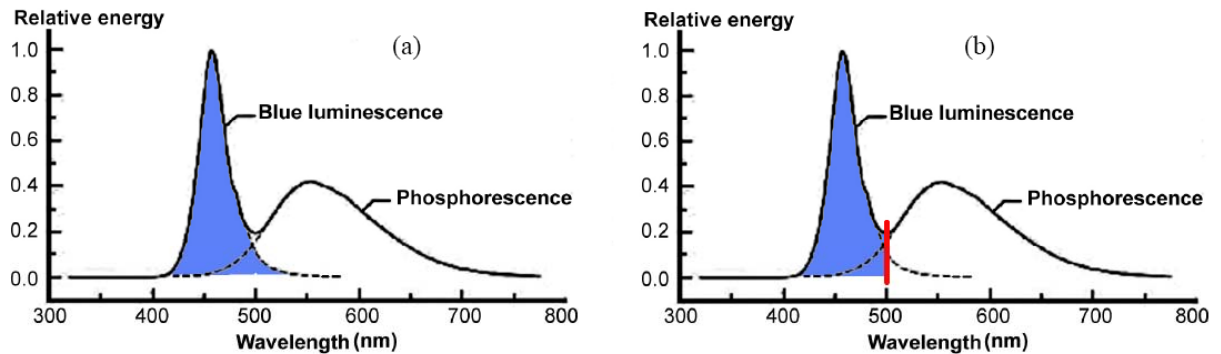 Relative energy
(a)
1.0
0.8
0.6
0.4
0.2
0.0
Blue luminescence
Phosphorescence
300 400 500 600 700 800
Wavelength (nm)
Relative energy
(b)
1.0
0.8
0.6
0.4
0.2
0.0
Blue luminescence
Phosphorescence
300 400 500 600 700 800
Wavelength (nm)